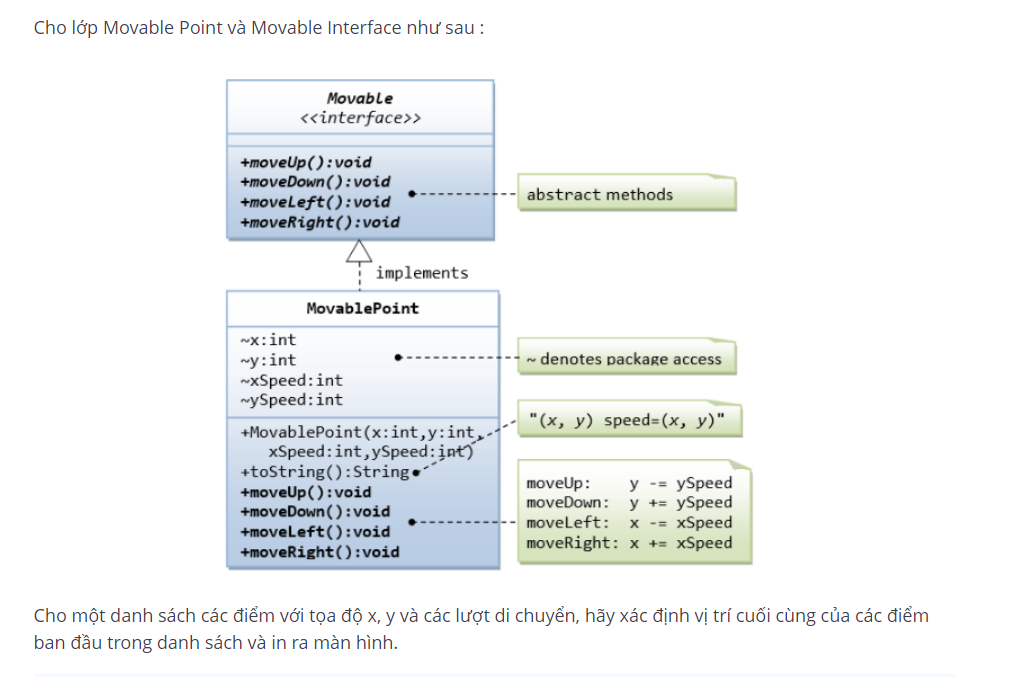 Cho lớp Movable Point và Movable Interface như sau :
Movable
<<interface>>
+moveUp():void
+moveDown():void
+moveLeft():void
+moveRight():void
abstract methods
implements
MovablePoint
~x:int
~y:int
~xSpeed:int
~ySpeed:int
~ denotes package access
+MovablePoint(x:int,y:int,
xSpeed:int,ySpeed:int)
+toString():String
+moveUp():void
+moveDown():void
+moveLeft():void
+moveRight():void
"(x, y) speed=(x, y)"
moveUp: y -= ySpeed
moveDown: y += ySpeed
moveLeft: x -= xSpeed
moveRight: x += xSpeed
Cho một danh sách các điểm với tọa độ x, y và các lượt di chuyển, hãy xác định vị trí cuối cùng của các điểm
ban đầu trong danh sách và in ra màn hình.